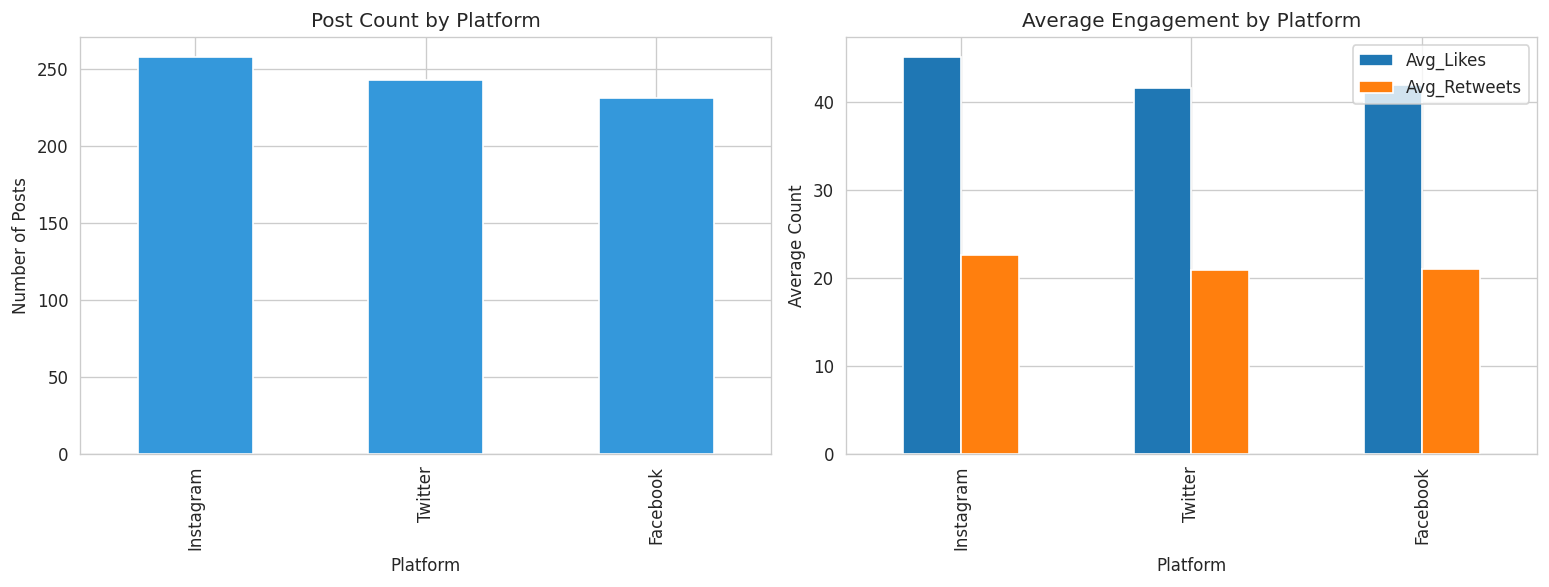 Post Count by Platform
Number of Posts
250
200
150
100
50
0
Instagram
Twitter
Facebook
Platform
Average Engagement by Platform
Avg_Likes
Avg_Retweets
Average Count
40
30
20
10
0
Instagram
Twitter
Facebook
Platform